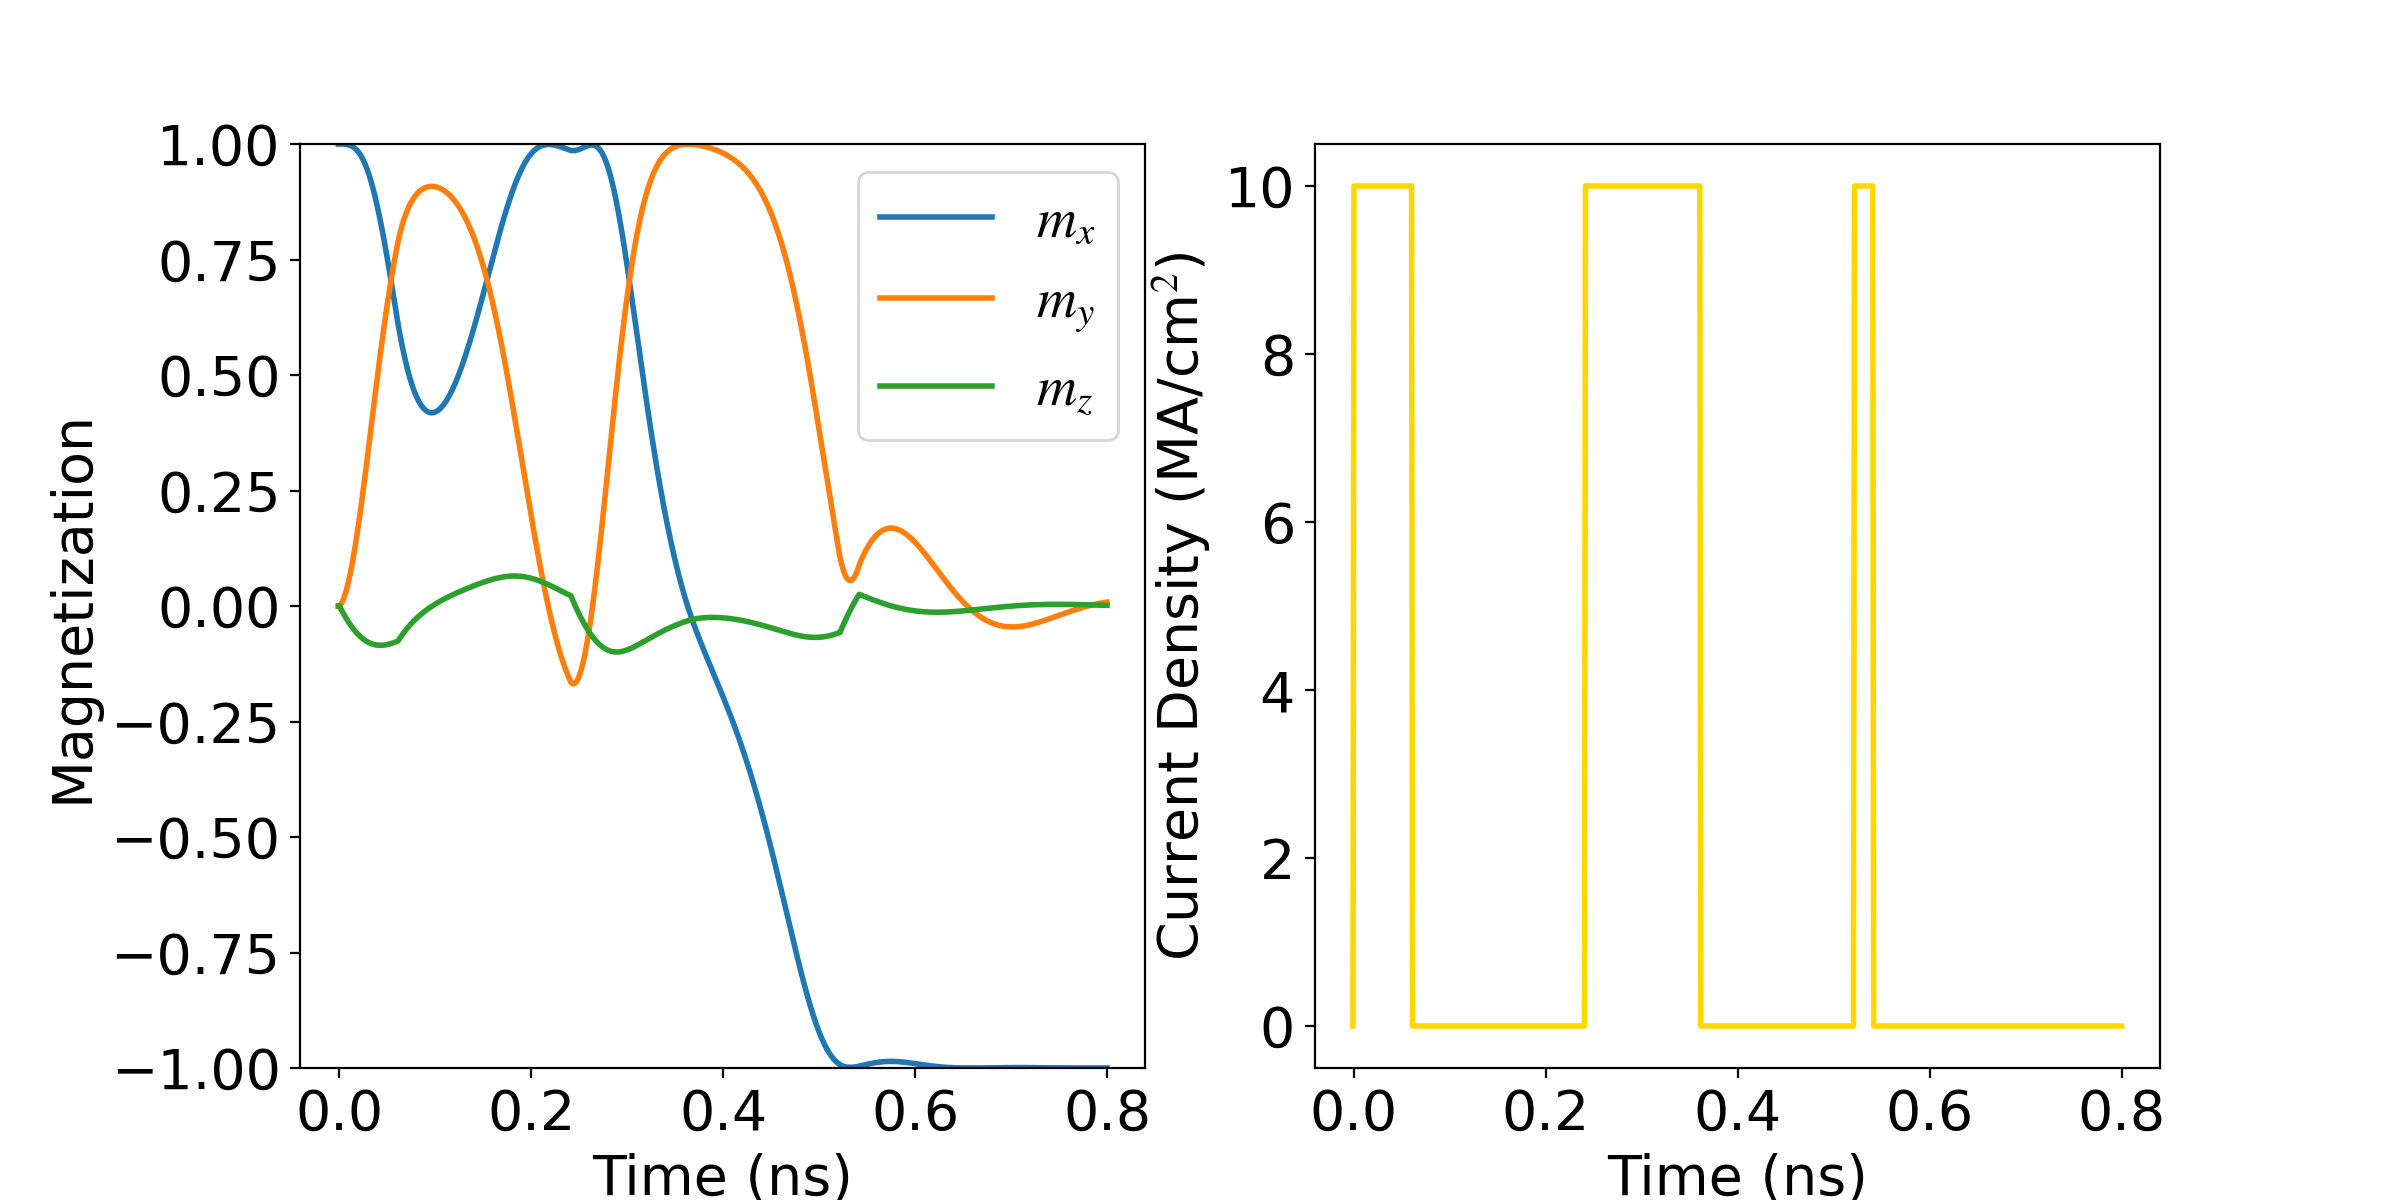 Magnetization
1.00
0.75
0.50
0.25
0.00
−0.25
−0.50
−0.75
−1.00
0.0 0.2 0.4 0.6 0.8
Time (ns)
m_x
m_y
m_z
Current Density (MA/cm²)
10
8
6
4
2
0
0.0 0.2 0.4 0.6 0.8
Time (ns)